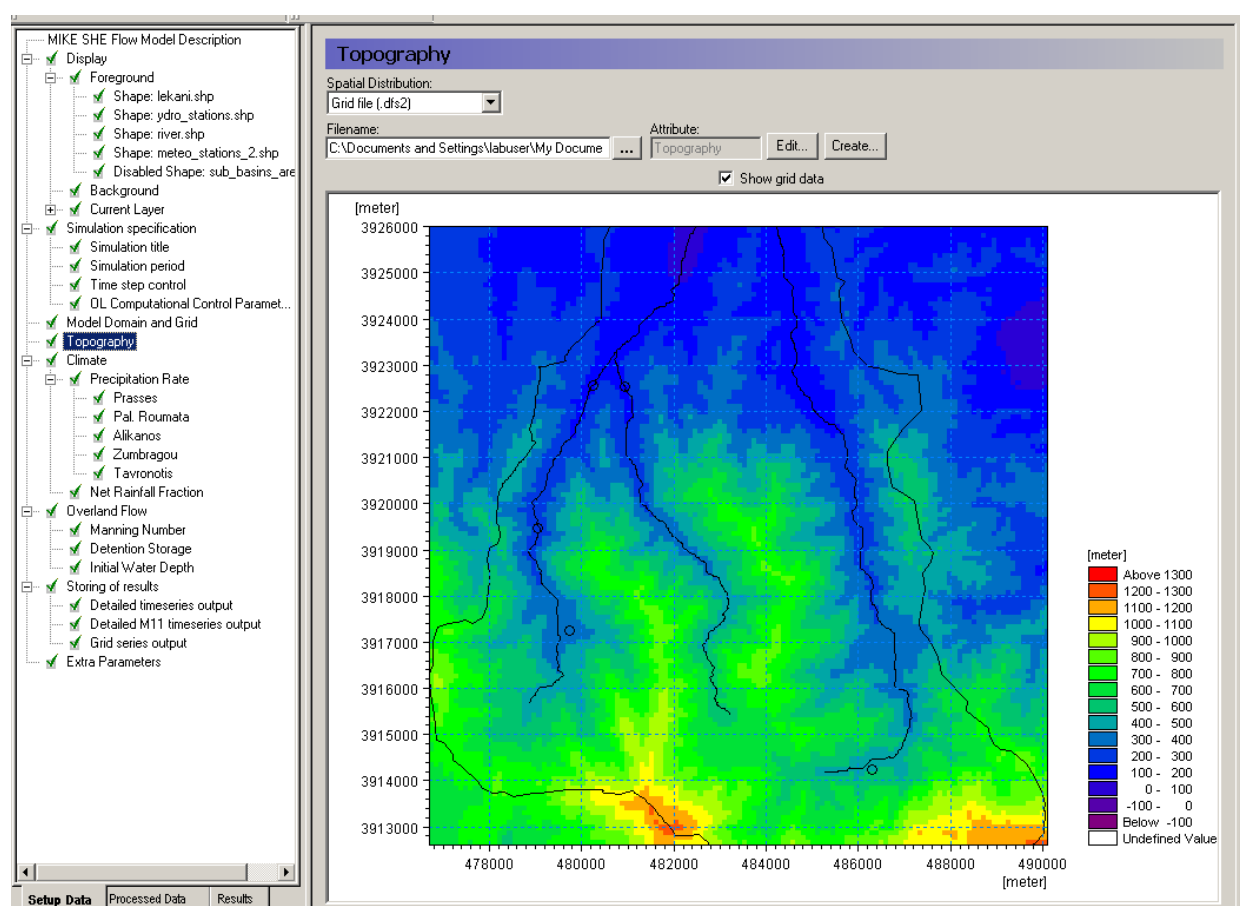 MIKE SHE Flow Model Description
Display
Foreground
Shape: lekani.shp
Shape: ydro_stations.shp
Shape: river.shp
Shape: meteo_stations_2.shp
Disabled Shape: sub_basins_are
Background
Current Layer
Simulation specification
Simulation title
Simulation period
Time step control
OL Computational Control Paramet...
Model Domain and Grid
Topography
Climate
Precipitation Rate
Prasses
Pal. Roumata
Alikanos
Zumbragou
Tavronotis
Net Rainfall Fraction
Overland Flow
Manning Number
Detention Storage
Initial Water Depth
Storing of results
Detailed timeseries output
Detailed M11 timeseries output
Grid series output
Extra Parameters
Setup Data Processed Data Results
Topography
Spatial Distribution:
Grid file (.dfs2)
Filename: Attribute:
C:\Documents and Settings\labuser\My Docume ... Topography Edit... Create...
Show grid data
[meter]
3926000
3925000
3924000
3923000
3922000
3921000
3920000
3919000
3918000
3917000
3916000
3915000
3914000
3913000
478000 480000 482000 484000 486000 488000 490000
[meter]
[meter]
Above 1300
1200 - 1300
1100 - 1200
1000 - 1100
900 - 1000
800 - 900
700 - 800
600 - 700
500 - 600
400 - 500
300 - 400
200 - 300
100 - 200
0 - 100
-100 - 0
Below -100
Undefined Value